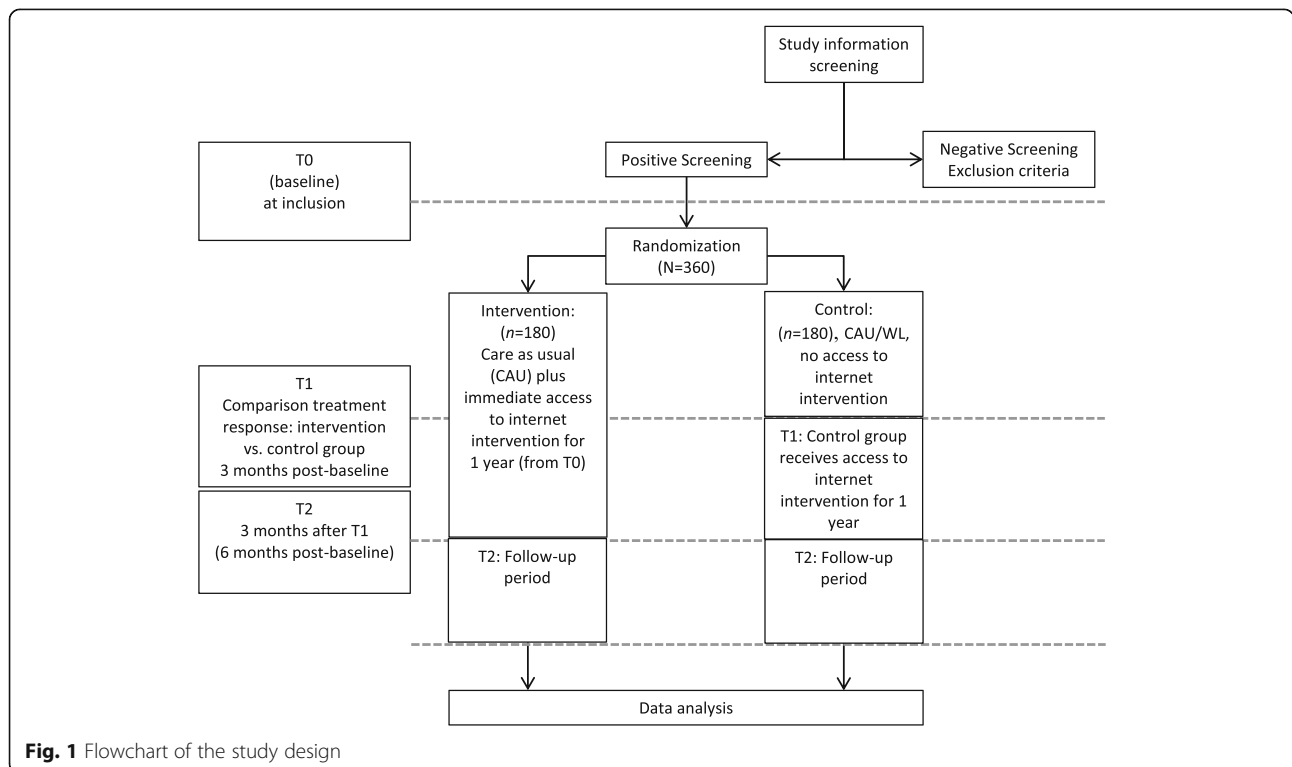 Study information
screening
Positive Screening
Negative Screening
Exclusion criteria
T0
(baseline)
at inclusion
Randomization
(N=360)
Intervention:
(n=180)
Care as usual
(CAU) plus
immediate access
to internet
intervention for
1 year (from T0)
Control:
(n=180), CAU/WL,
no access to
internet
intervention
T1
Comparison treatment
response: intervention
vs. control group
3 months post-baseline
T1: Control group
receives access to
internet
intervention for 1
year
T2
3 months after T1
(6 months post-baseline)
T2: Follow-up
period
T2: Follow-up
period
Data analysis
Fig. 1 Flowchart of the study design